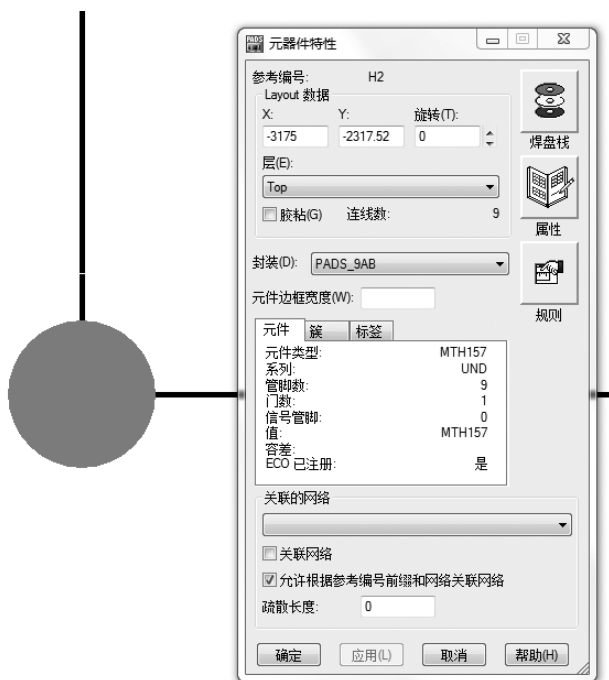 PADS 元器件特性
参考编号: H2
Layout 数据
X: Y: 旋转(T):
-3175 -2317.52 0
焊盘栈
层(E):
Top
胶粘(G) 连线数: 9
属性
封装(D): PADS_9AB
元件边框宽度(W):
规则
元件 簇 标签
元件类型: MTH157
系列: UND
管脚数: 9
门数: 1
信号管脚: 0
值: MTH157
容差:
ECO 已注册: 是
关联的网络
关联网络
允许根据参考编号前缀和网络关联网络
疏散长度: 0
确定 应用(L) 取消 帮助(H)